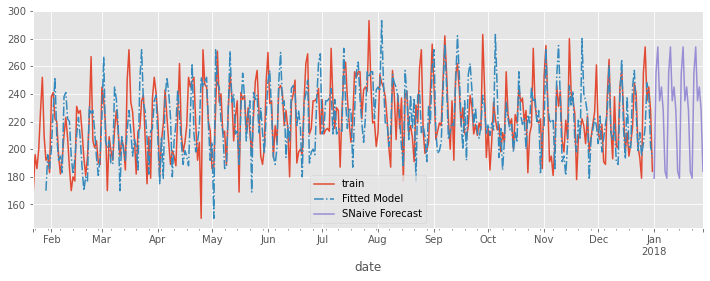 300
280
260
240
220
200
180
160
train
Fitted Model
SNaive Forecast
Feb Mar Apr May Jun Jul Aug Sep Oct Nov Dec Jan
2018
date